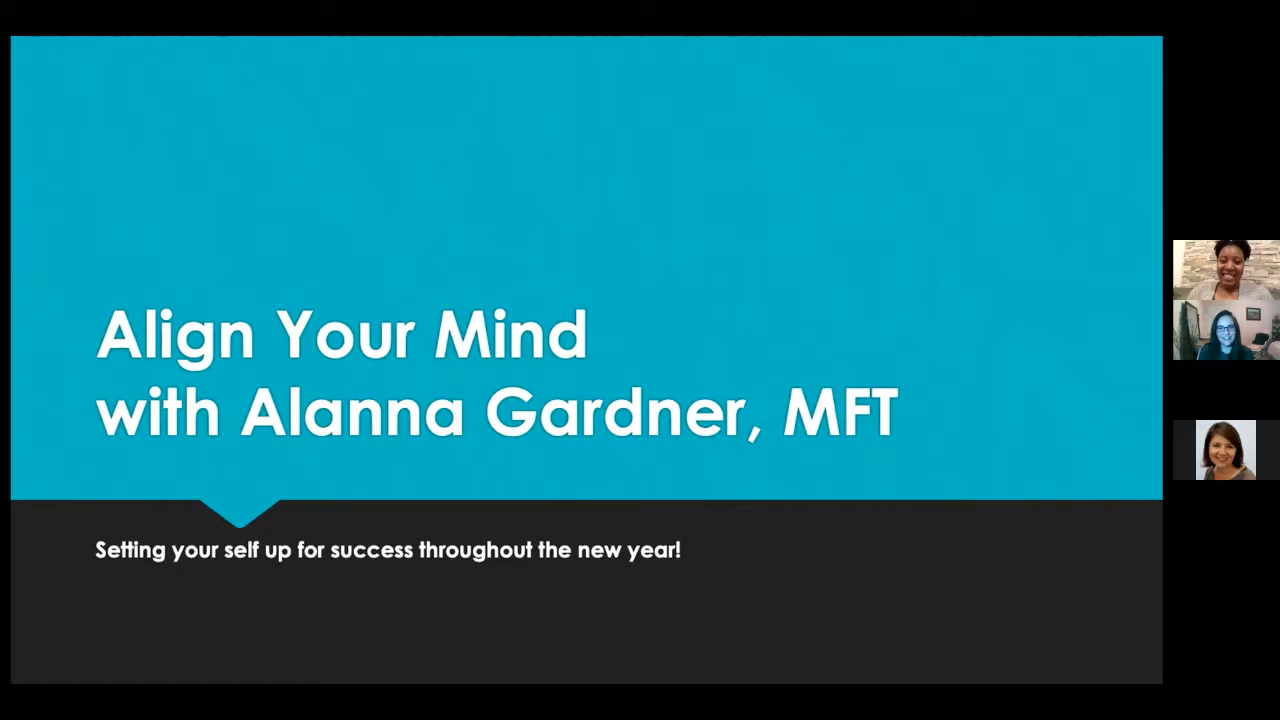 Align Your Mind
with Alanna Gardner, MFT
Setting your self up for success throughout the new year!